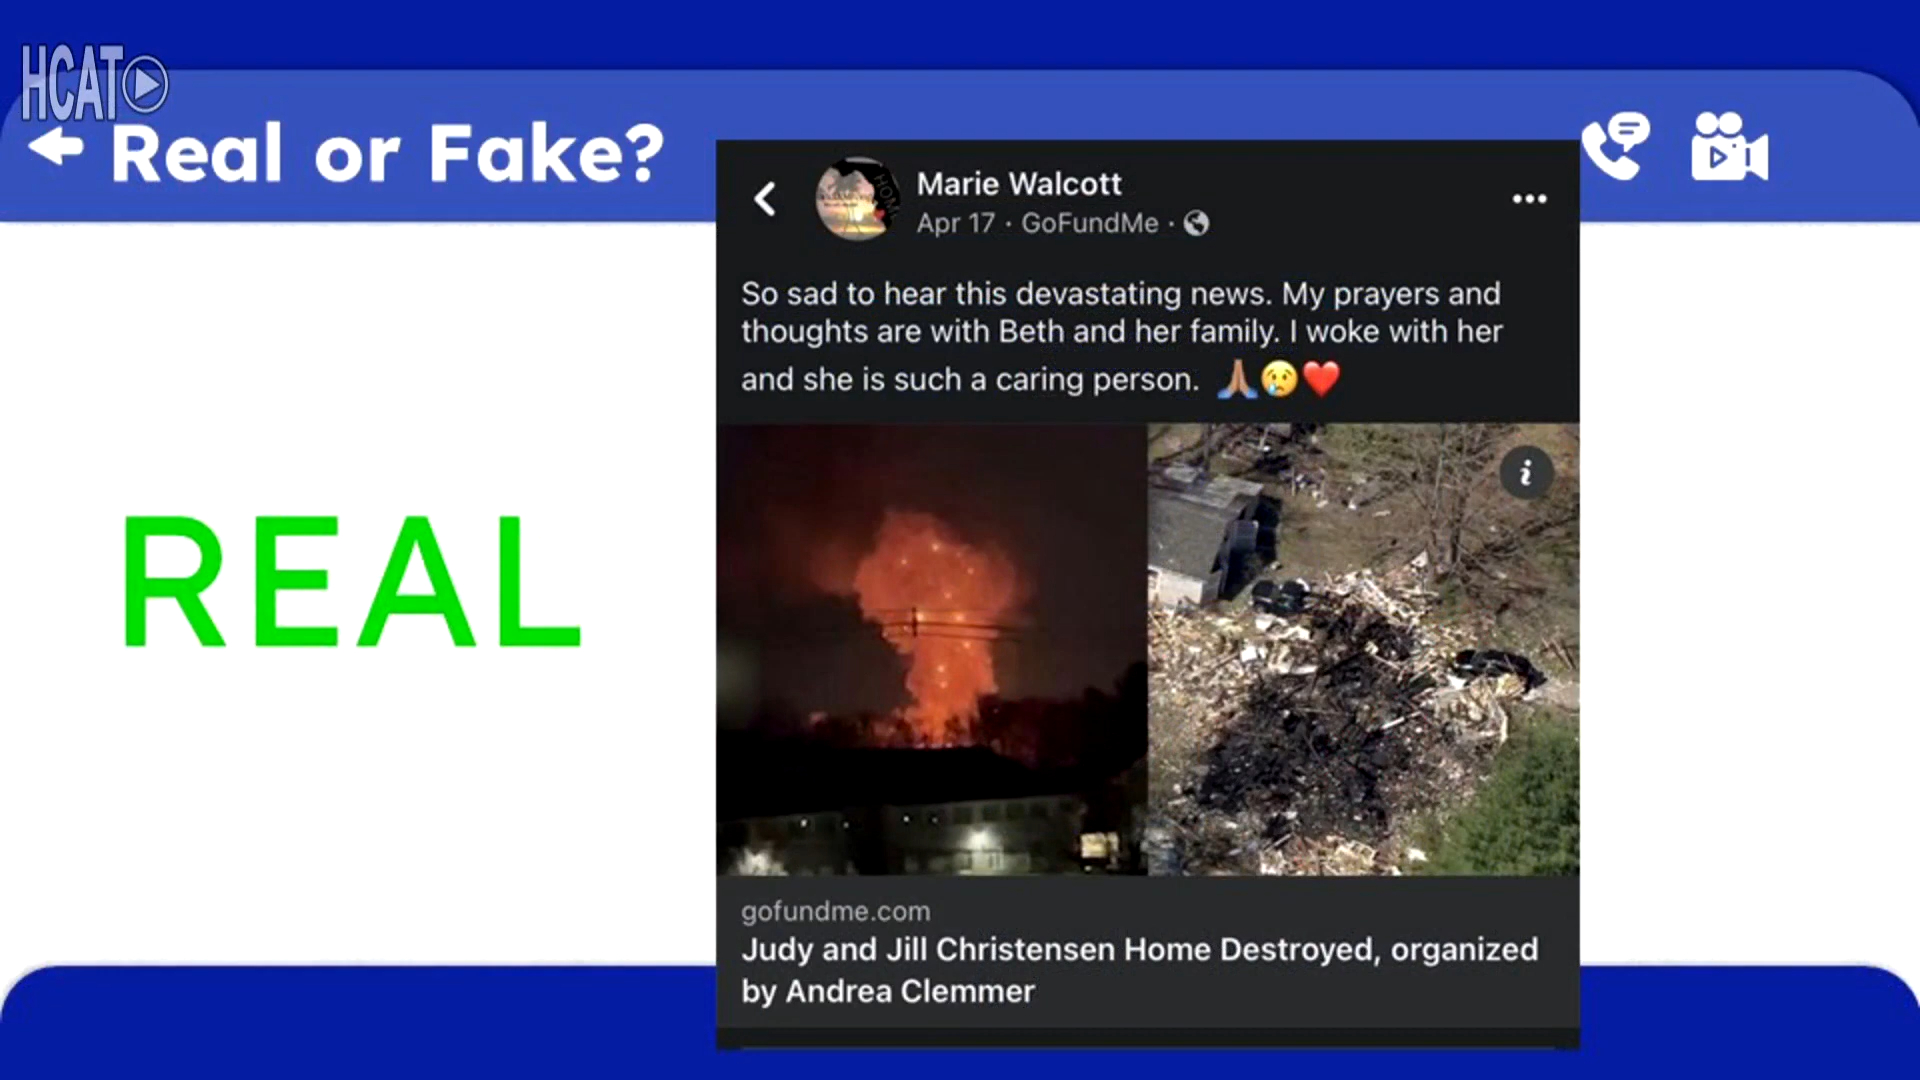 HCAT
Real or Fake?
REAL
Marie Walcott
Apr 17 · GoFundMe ·
So sad to hear this devastating news. My prayers and
thoughts are with Beth and her family. I woke with her
and she is such a caring person. 🙏🏽😢❤️
gofundme.com
Judy and Jill Christensen Home Destroyed, organized
by Andrea Clemmer